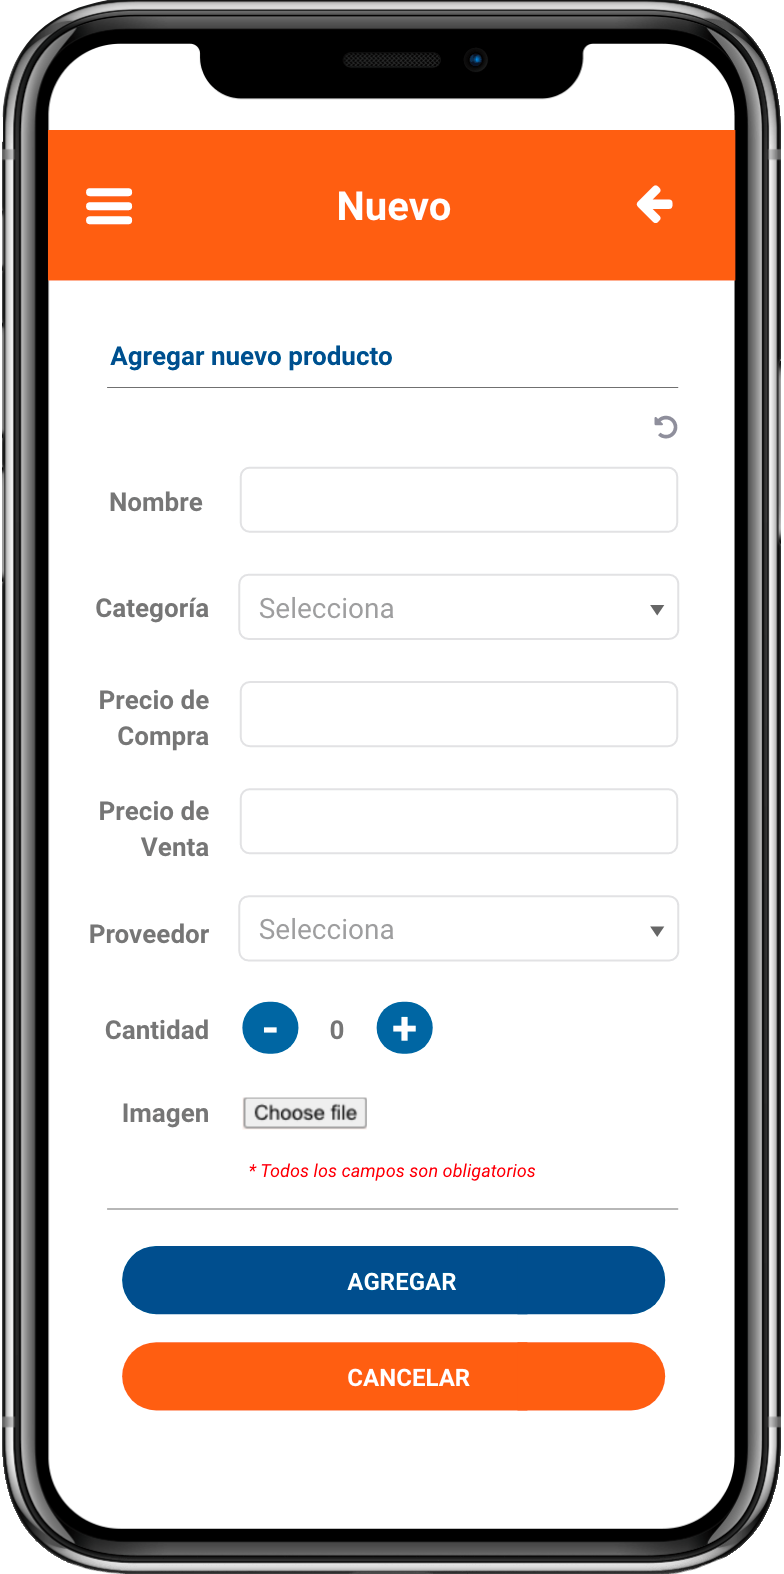 Nuevo
Agregar nuevo producto
Nombre
Categoría
Selecciona
Precio de
Compra
Precio de
Venta
Proveedor
Selecciona
Cantidad
- 0 +
Imagen
Choose file
* Todos los campos son obligatorios
AGREGAR
CANCELAR